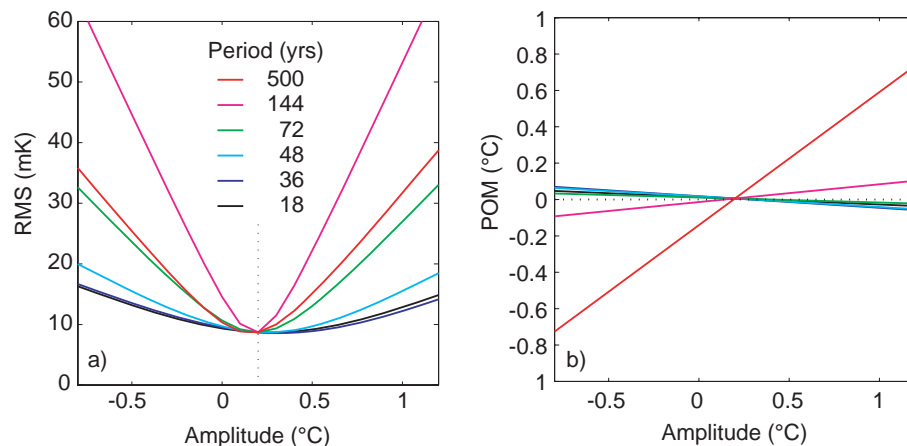 60
50
40
30
20
10
0
RMS (mK)
Period (yrs)
500
144
72
48
36
18
a)
-0.5 0 0.5 1
Amplitude (°C)
1
0.8
0.6
0.4
0.2
0
-0.2
-0.4
-0.6
-0.8
1
POM (°C)
b)
-0.5 0 0.5 1
Amplitude (°C)